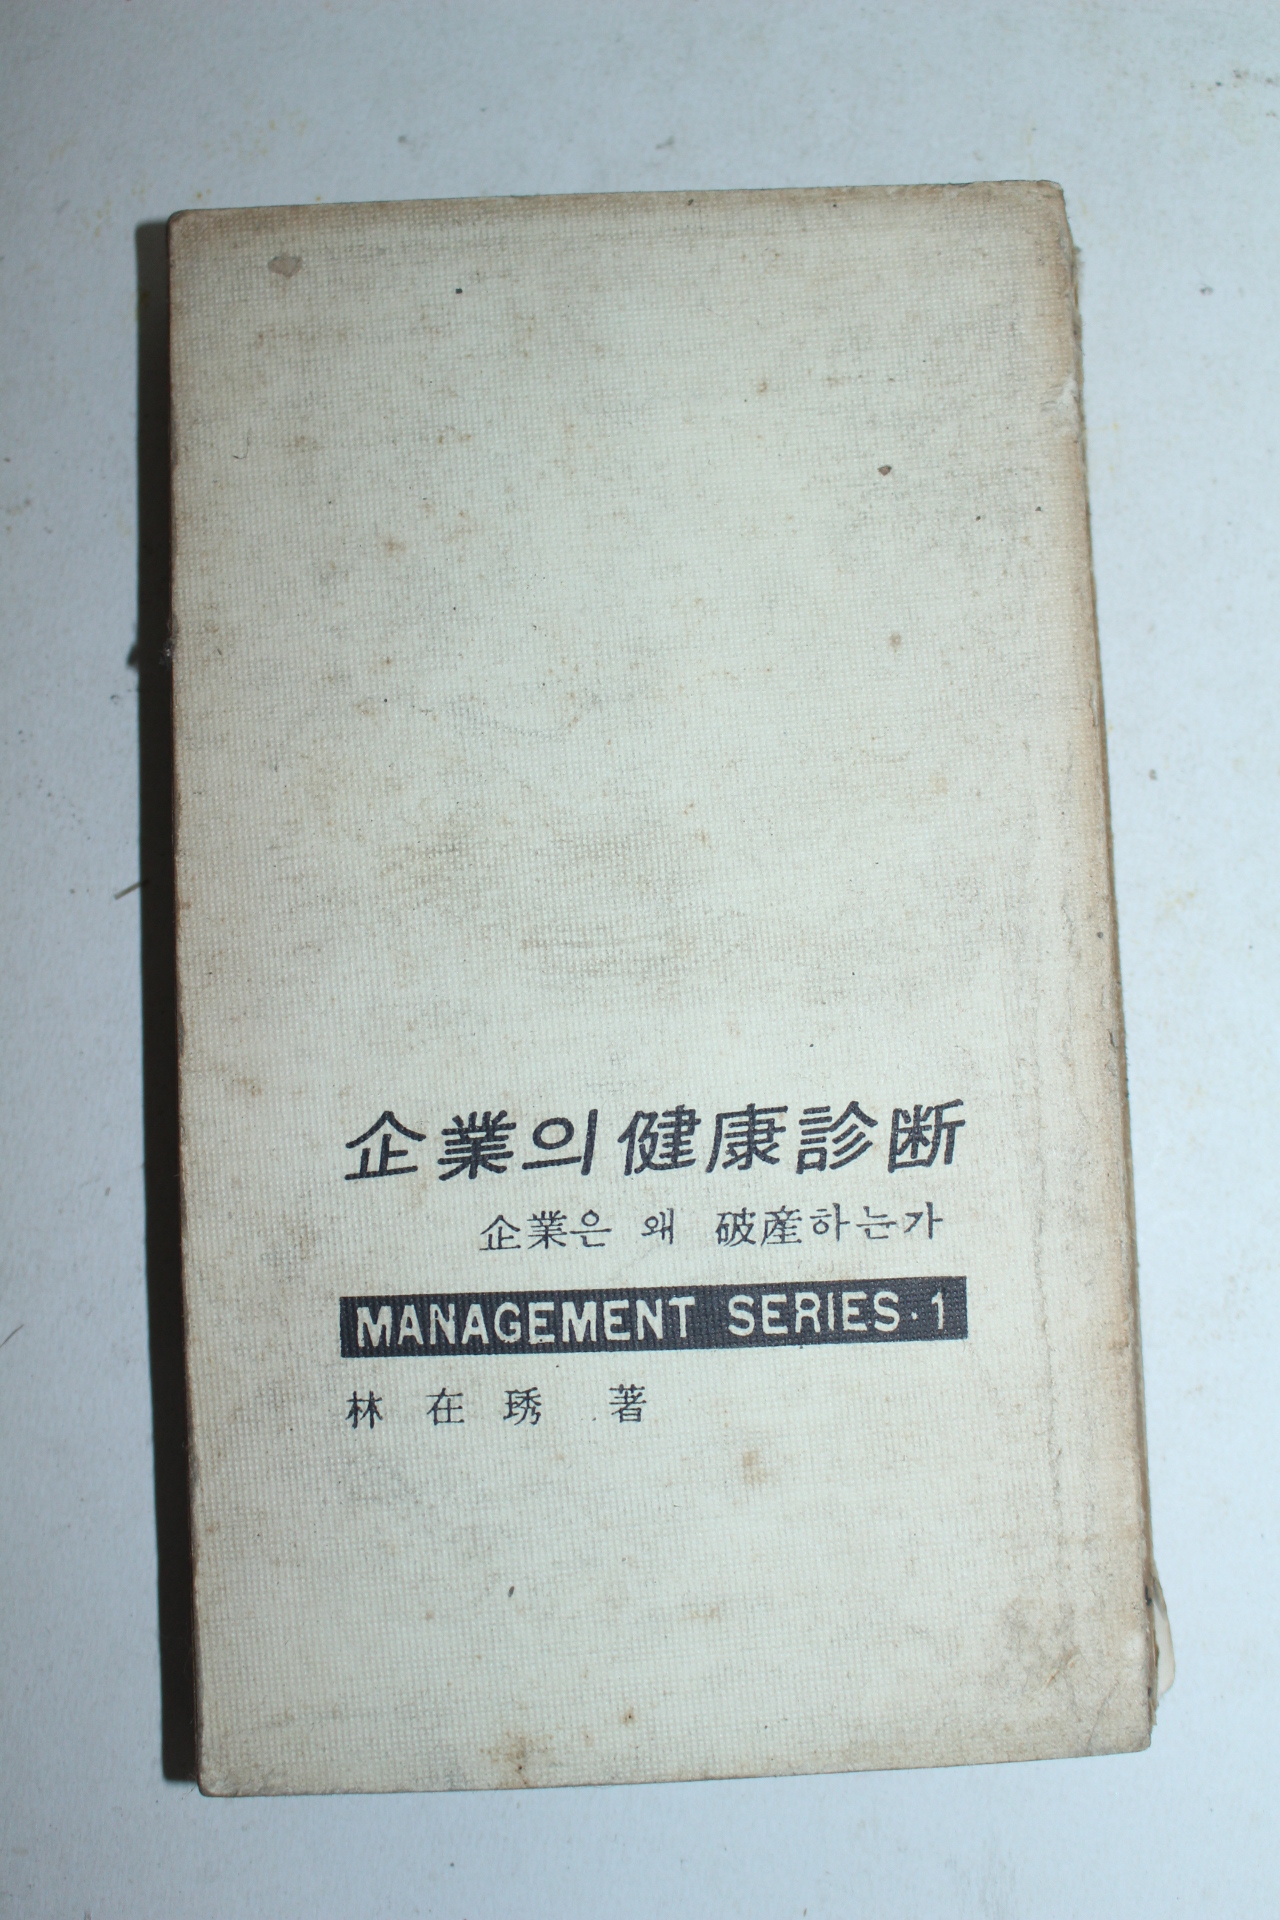 企業의 健康診断
企業은 왜 破産하는가
MANAGEMENT SERIES·1
林在琇 著